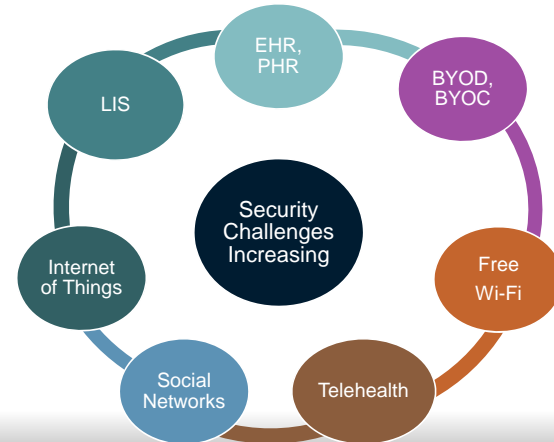 EHR,
PHR
BYOD,
BYOC
LIS
Security
Challenges
Increasing
Internet
of Things
Free
Wi-Fi
Social
Networks
Telehealth